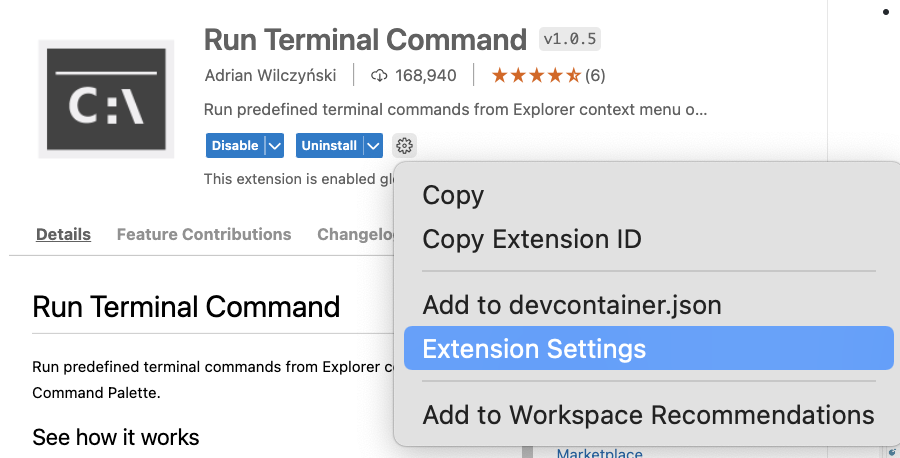 Run Terminal Command v1.0.5
C:\
Adrian Wilczyński 168,940 (6)
Run predefined terminal commands from Explorer context menu o...
Disable Uninstall
This extension is enabled gl
Copy
Copy Extension ID
Details Feature Contributions Changelo
Add to devcontainer.json
Run Terminal Command
Extension Settings
Run predefined terminal commands from Explorer c
Command Palette.
Add to Workspace Recommendations
See how it works
Marketplace